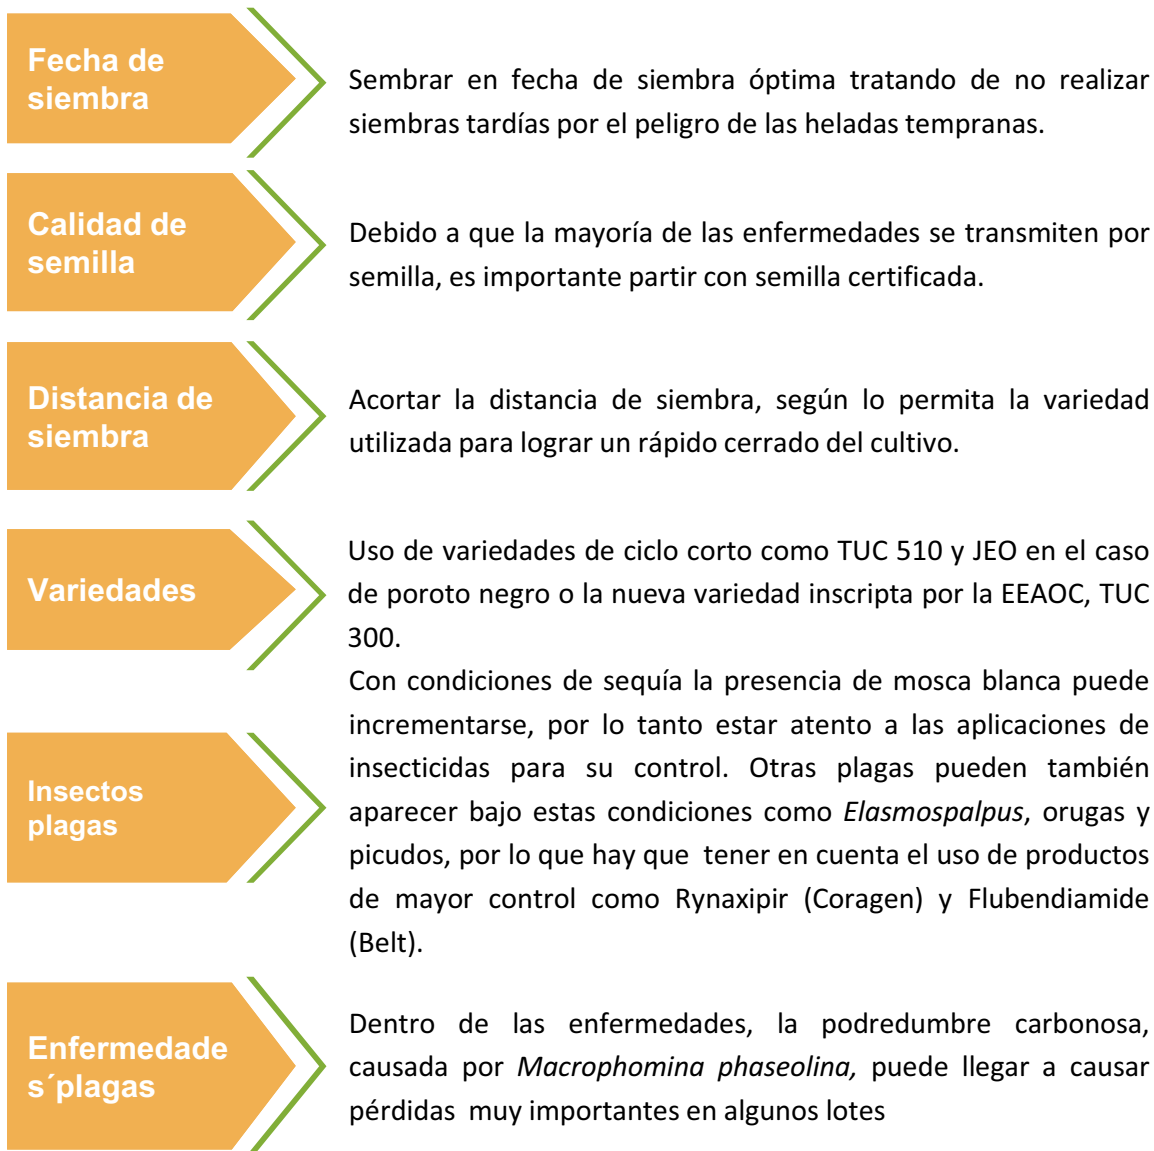 Fecha de
siembra
Sembrar en fecha de siembra óptima tratando de no realizar
siembras tardías por el peligro de las heladas tempranas.
Calidad de
semilla
Debido a que la mayoría de las enfermedades se transmiten por
semilla, es importante partir con semilla certificada.
Distancia de
siembra
Acortar la distancia de siembra, según lo permita la variedad
utilizada para lograr un rápido cerrado del cultivo.
Variedades
Uso de variedades de ciclo corto como TUC 510 y JEO en el caso
de poroto negro o la nueva variedad inscripta por la EEAOC, TUC
300.
Insectos
plagas
Con condiciones de sequía la presencia de mosca blanca puede
incrementarse, por lo tanto estar atento a las aplicaciones de
insecticidas para su control. Otras plagas pueden también
aparecer bajo estas condiciones como Elasmospalpus, orugas y
picudos, por lo que hay que tener en cuenta el uso de productos
de mayor control como Rynaxipir (Coragen) y Flubendiamide
(Belt).
Enfermedade
s´plagas
Dentro de las enfermedades, la podredumbre carbonosa,
causada por Macrophomina phaseolina, puede llegar a causar
pérdidas muy importantes en algunos lotes